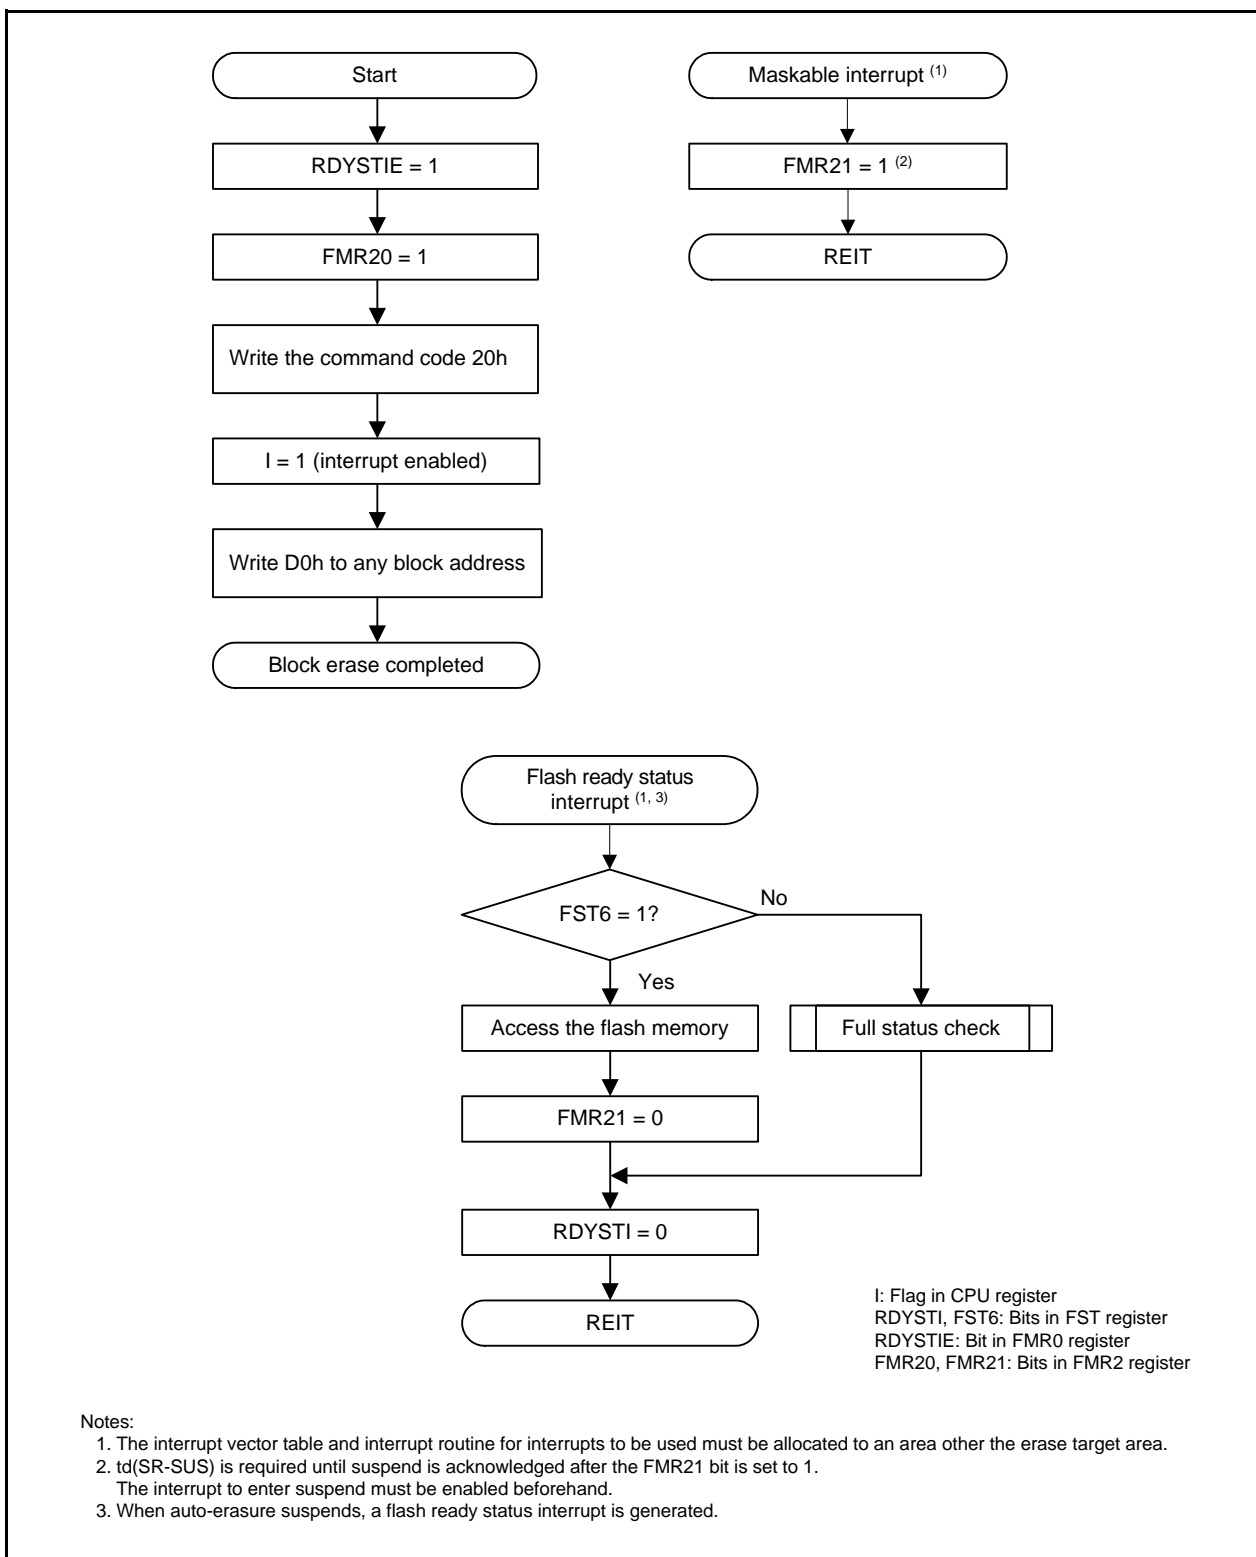 Start
RDYSTIE = 1
FMR20 = 1
Write the command code 20h
I = 1 (interrupt enabled)
Write D0h to any block address
Block erase completed
Maskable interrupt (1)
FMR21 = 1 (2)
REIT
Flash ready status
interrupt (1, 3)
FST6 = 1?
No
Yes
Access the flash memory
Full status check
FMR21 = 0
RDYSTI = 0
REIT
I: Flag in CPU register
RDYSTI, FST6: Bits in FST register
RDYSTIE: Bit in FMR0 register
FMR20, FMR21: Bits in FMR2 register
Notes:
1. The interrupt vector table and interrupt routine for interrupts to be used must be allocated to an area other the erase target area.
2. td(SR-SUS) is required until suspend is acknowledged after the FMR21 bit is set to 1.
The interrupt to enter suspend must be enabled beforehand.
3. When auto-erasure suspends, a flash ready status interrupt is generated.